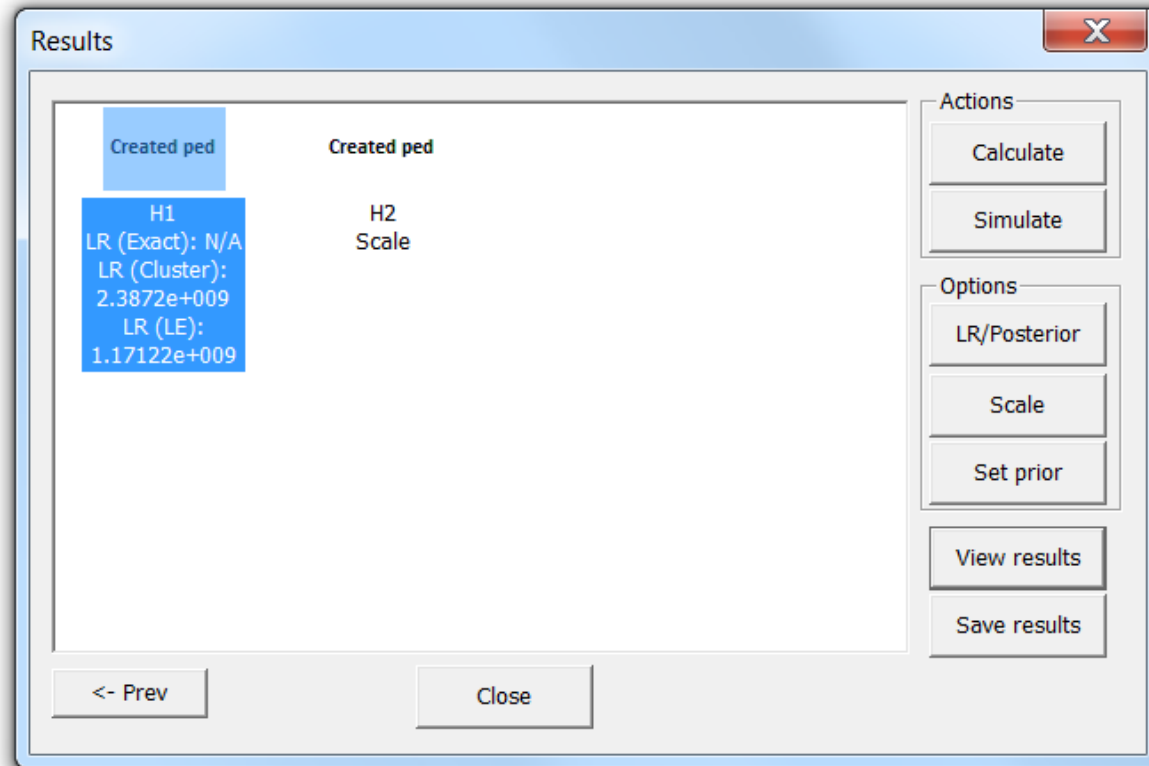 Results
X
Created ped
Created ped
H1
LR (Exact): N/A
LR (Cluster):
2.3872e+009
LR (LE):
1.17122e+009
H2
Scale
Actions
Calculate
Simulate
Options
LR/Posterior
Scale
Set prior
View results
Save results
<- Prev
Close